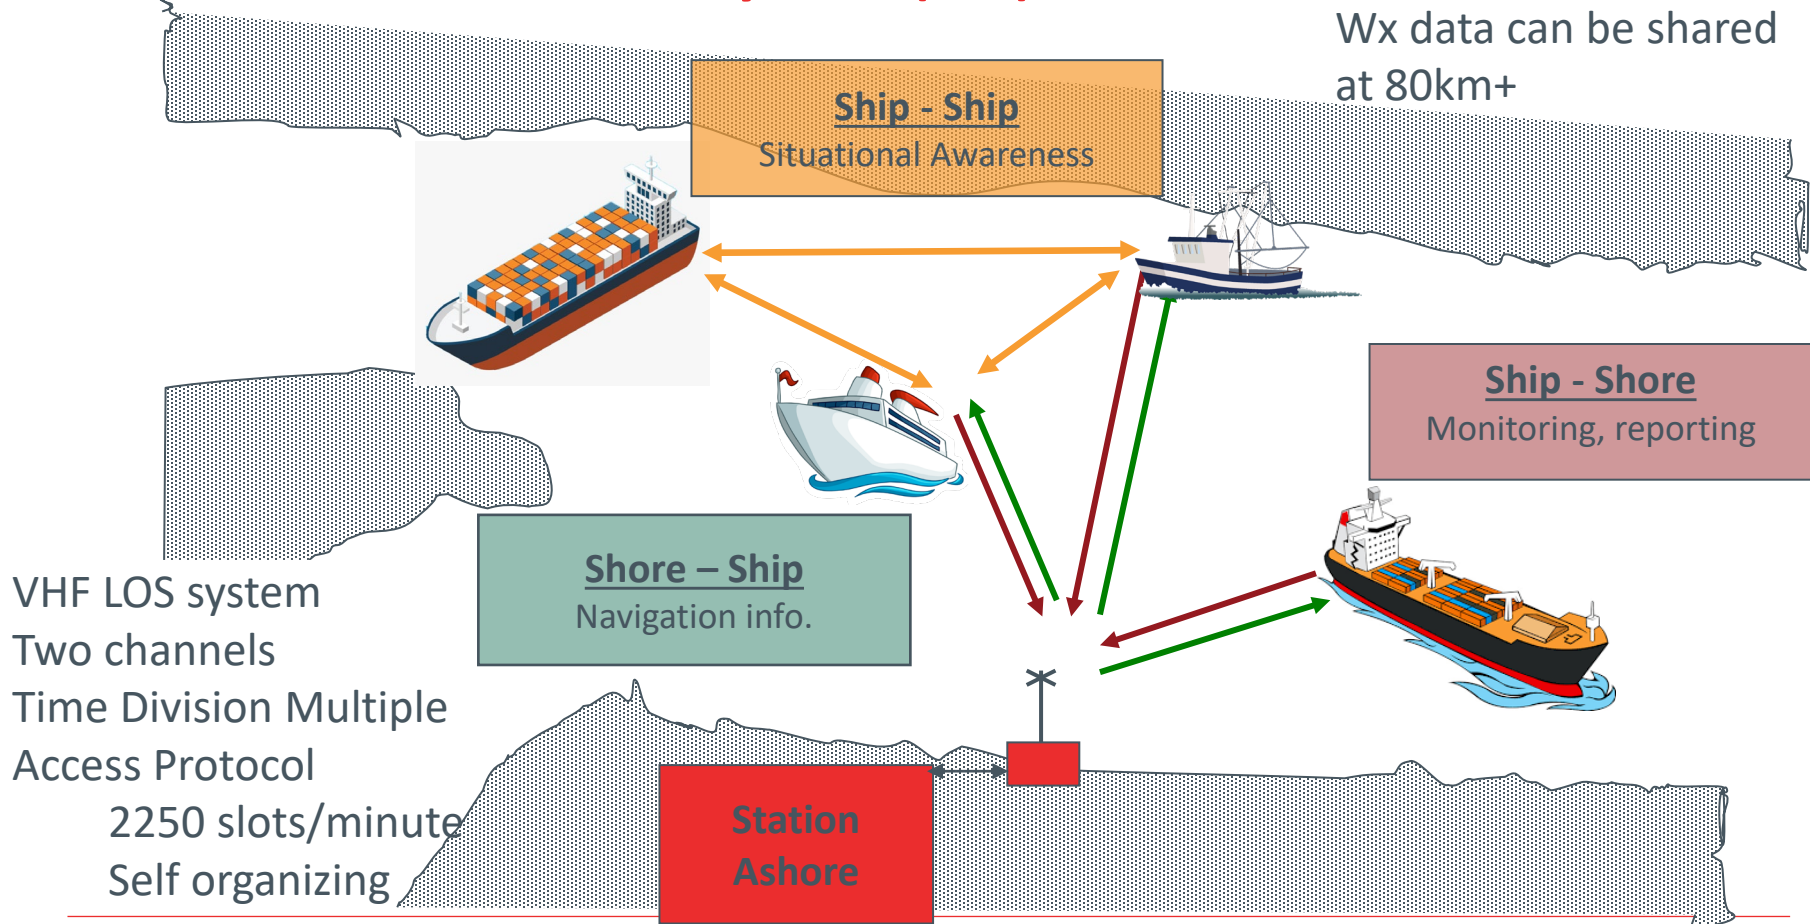 Wx data can be shared
at 80km+
Ship - Ship
Situational Awareness
Ship - Shore
Monitoring, reporting
Shore – Ship
Navigation info.
VHF LOS system
Two channels
Time Division Multiple
Access Protocol
2250 slots/minute
Self organizing
Station
Ashore